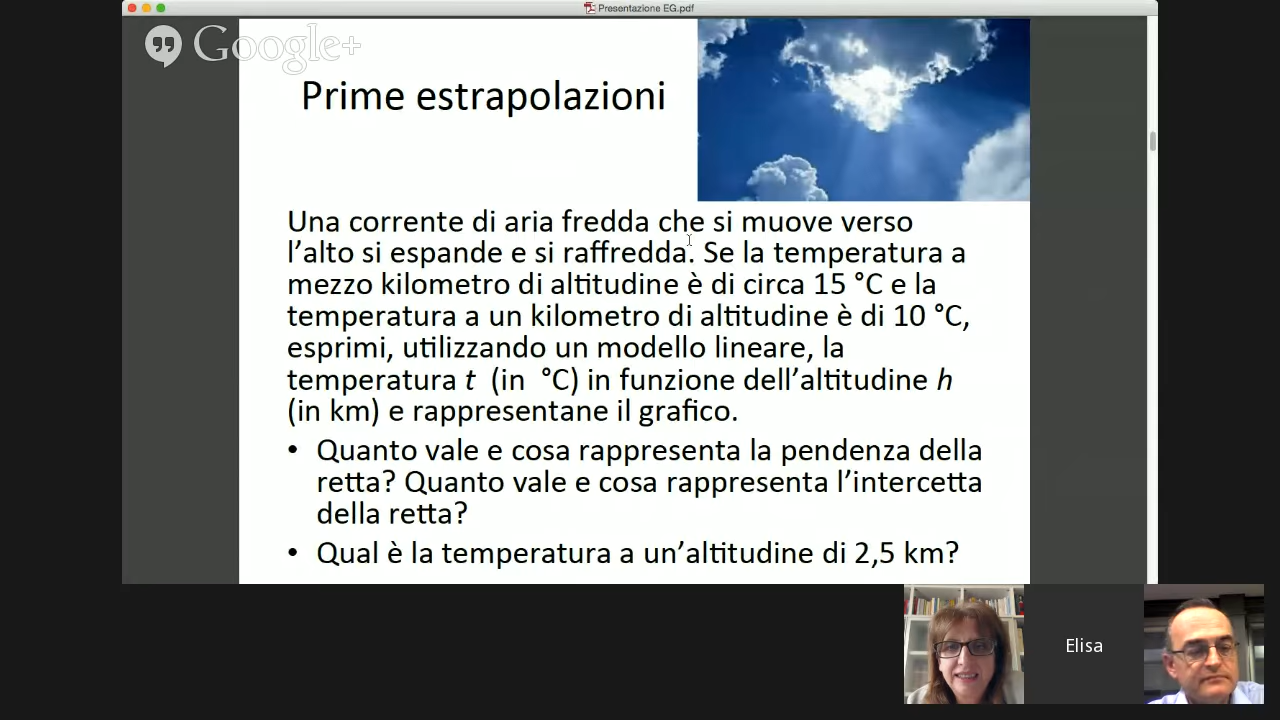 Presentazione EG.pdf
Google+
Prime estrapolazioni
Una corrente di aria fredda che si muove verso
l’alto si espande e si raffredda. Se la temperatura a
mezzo kilometro di altitudine è di circa 15 °C e la
temperatura a un kilometro di altitudine è di 10 °C,
esprimi, utilizzando un modello lineare, la
temperatura t (in °C) in funzione dell’altitudine h
(in km) e rappresentane il grafico.
• Quanto vale e cosa rappresenta la pendenza della
retta? Quanto vale e cosa rappresenta l’intercetta
della retta?
• Qual è la temperatura a un’altitudine di 2,5 km?
Elisa